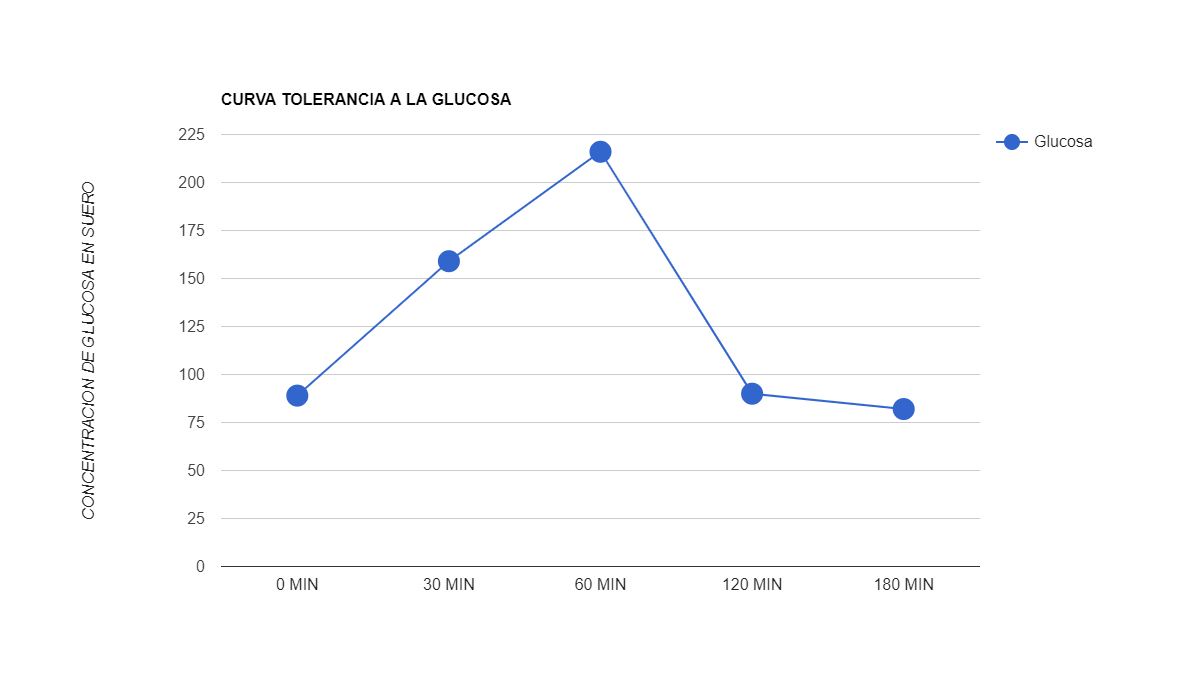 CURVA TOLERANCIA A LA GLUCOSA
Glucosa
CONCENTRACION DE GLUCOSA EN SUERO
225
200
175
150
125
100
75
50
25
0
0 MIN
30 MIN
60 MIN
120 MIN
180 MIN